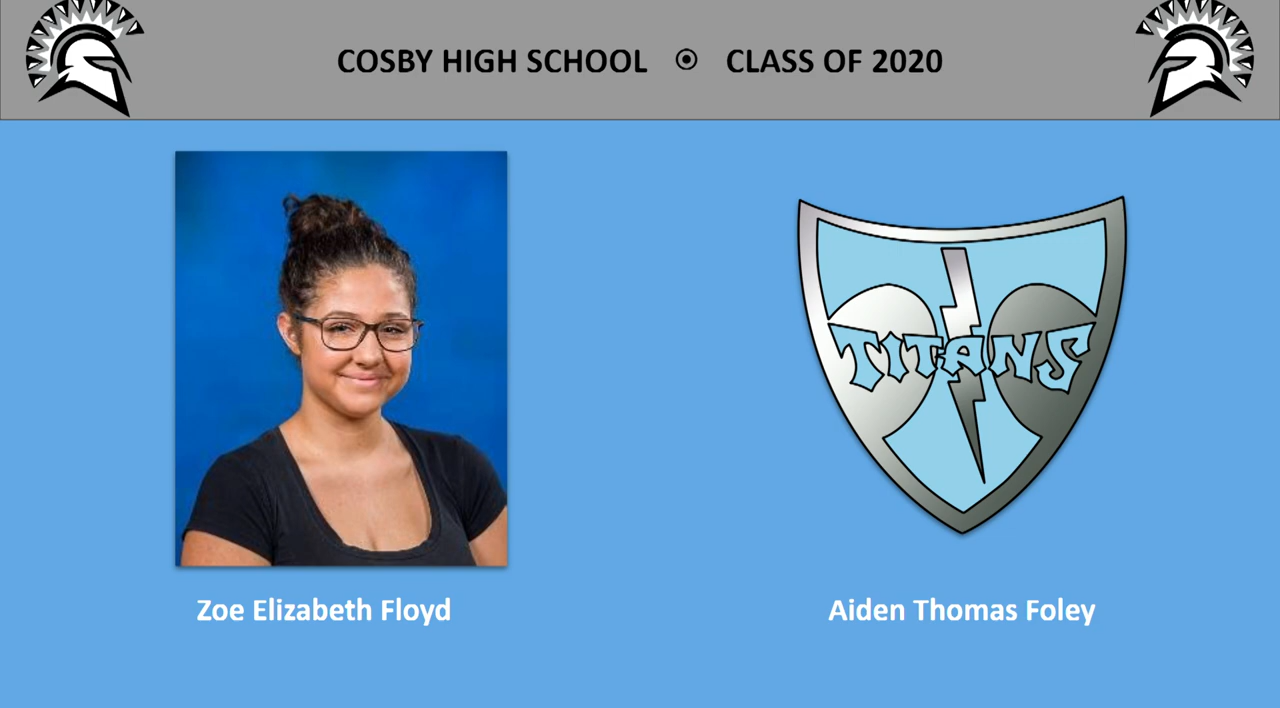 COSBY HIGH SCHOOL ⦿ CLASS OF 2020
TITANS
Zoe Elizabeth Floyd
Aiden Thomas Foley